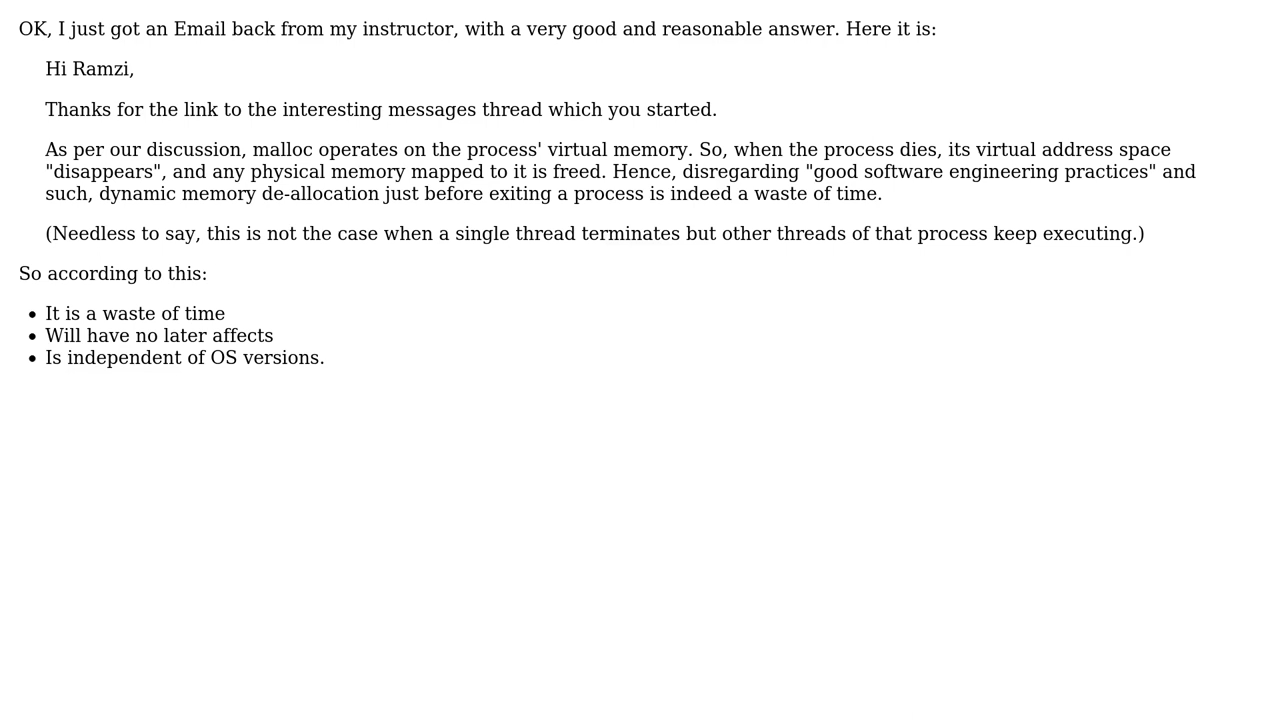 OK, I just got an Email back from my instructor, with a very good and reasonable answer. Here it is:
Hi Ramzi,
Thanks for the link to the interesting messages thread which you started.
As per our discussion, malloc operates on the process' virtual memory. So, when the process dies, its virtual address space
"disappears", and any physical memory mapped to it is freed. Hence, disregarding "good software engineering practices" and
such, dynamic memory de-allocation just before exiting a process is indeed a waste of time.
(Needless to say, this is not the case when a single thread terminates but other threads of that process keep executing.)
So according to this:
• It is a waste of time
• Will have no later affects
• Is independent of OS versions.